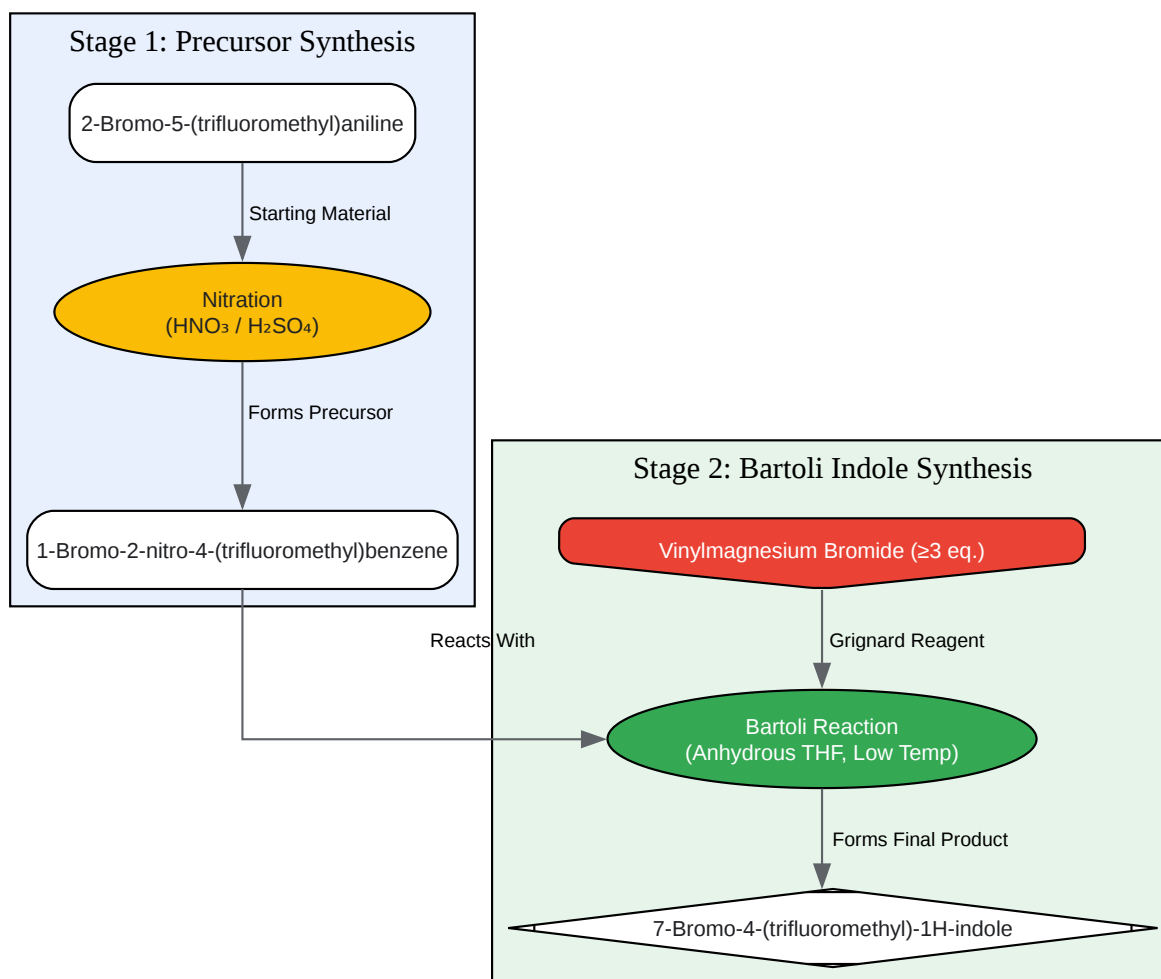 Stage 1: Precursor Synthesis
2-Bromo-5-(trifluoromethyl)aniline
Starting Material
Nitration
(HNO₃ / H₂SO₄)
Forms Precursor
1-Bromo-2-nitro-4-(trifluoromethyl)benzene
Stage 2: Bartoli Indole Synthesis
Vinylmagnesium Bromide (≥3 eq.)
Reacts With
Grignard Reagent
Bartoli Reaction
(Anhydrous THF, Low Temp)
Forms Final Product
7-Bromo-4-(trifluoromethyl)-1H-indole